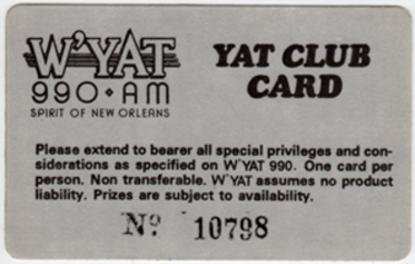 W'YAT
990 • AM
SPIRIT OF NEW ORLEANS
YAT CLUB
CARD
Please extend to bearer all special privileges and con-
siderations as specified on W'YAT 990. One card per
person. Non transferable. W'YAT assumes no product
liability. Prizes are subject to availability.
Nº 10798